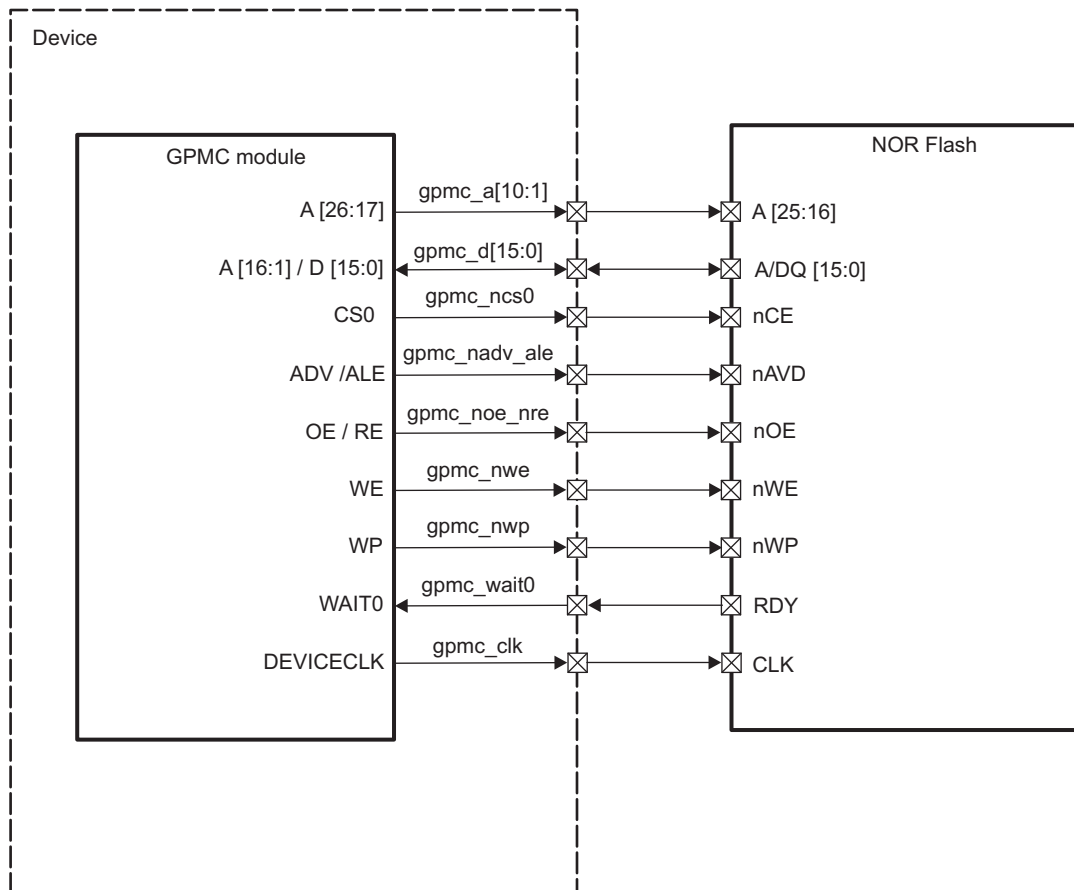 Device
GPMC module
NOR Flash
A [26:17]
gpmc_a[10:1]
A [25:16]
A [16:1] / D [15:0]
gpmc_d[15:0]
A/DQ [15:0]
CS0
gpmc_ncs0
nCE
ADV /ALE
gpmc_nadv_ale
nAVD
OE / RE
gpmc_noe_nre
nOE
WE
gpmc_nwe
nWE
WP
gpmc_nwp
nWP
WAIT0
gpmc_wait0
RDY
DEVICECLK
gpmc_clk
CLK